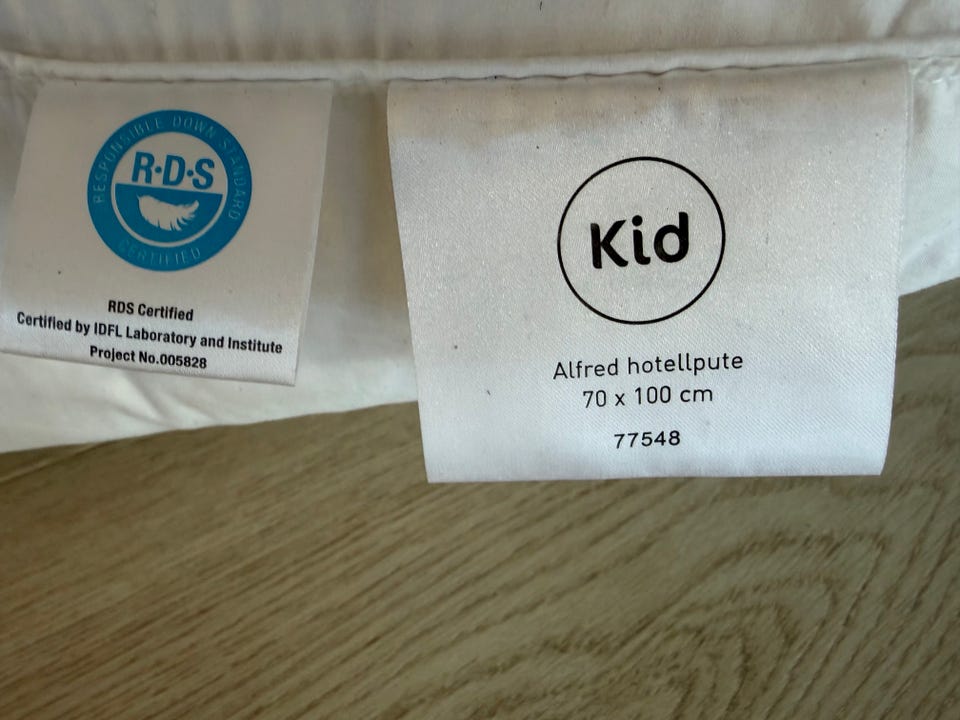 RESPONSIBLE DOWN STANDARD
R·D·S
CERTIFIED
RDS Certified
Certified by IDFL Laboratory and Institute
Project No.005828
Kid
Alfred hotellpute
70 x 100 cm
77548